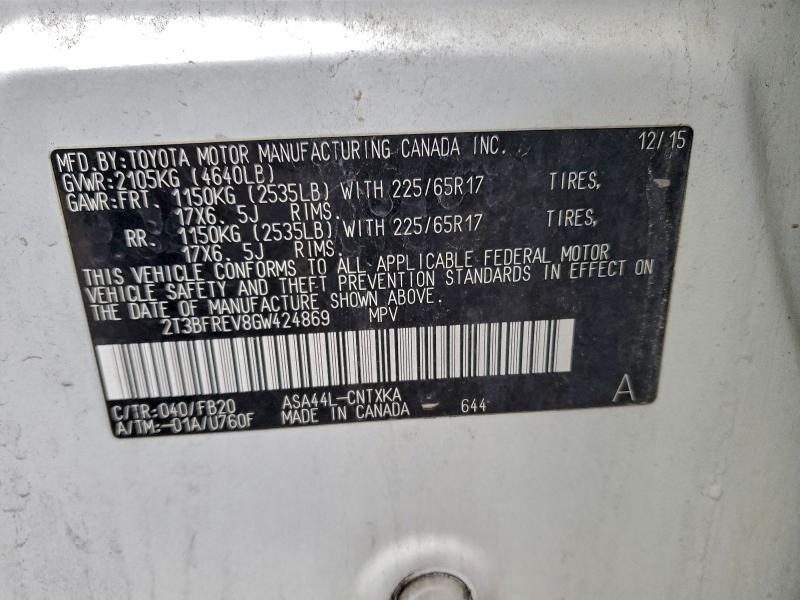 MFD.BY:TOYOTA MOTOR MANUFACTURING CANADA INC. 12/15
GVWR:2105KG (4640LB)
GAWR:FRT. 1150KG (2535LB) WITH 225/65R17 TIRES,
17X6. 5J RIMS.
RR. 1150KG (2535LB) WITH 225/65R17 TIRES,
17X6. 5J RIMS.
THIS VEHICLE CONFORMS TO ALL APPLICABLE FEDERAL MOTOR
VEHICLE SAFETY AND THEFT PREVENTION STANDARDS IN EFFECT ON
THE DATE OF MANUFACTURE SHOWN ABOVE.
2T3BFREV8GW424869 MPV
C/TR:040/FB20 ASA44L-CNTXKA A
A/TM:-01A/U760F MADE IN CANADA 644